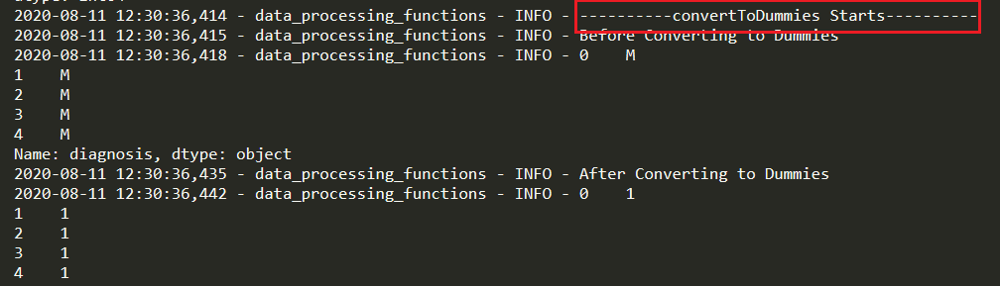 2020-08-11 12:30:36,414 - data_processing_functions - INFO - ----------convertToDummies Starts----------
2020-08-11 12:30:36,415 - data_processing_functions - INFO - Before Converting to Dummies
2020-08-11 12:30:36,418 - data_processing_functions - INFO - 0    M
1    M
2    M
3    M
4    M
Name: diagnosis, dtype: object
2020-08-11 12:30:36,435 - data_processing_functions - INFO - After Converting to Dummies
2020-08-11 12:30:36,442 - data_processing_functions - INFO - 0    1
1    1
2    1
3    1
4    1